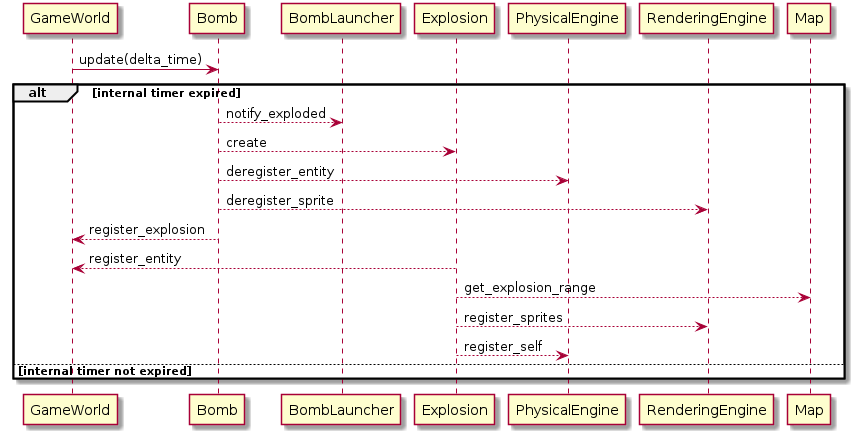 GameWorld Bomb BombLauncher Explosion PhysicalEngine RenderingEngine Map
update(delta_time)
alt [internal timer expired]
notify_exploded
create
deregister_entity
deregister_sprite
register_explosion
register_entity
get_explosion_range
register_sprites
register_self
[internal timer not expired]
GameWorld Bomb BombLauncher Explosion PhysicalEngine RenderingEngine Map